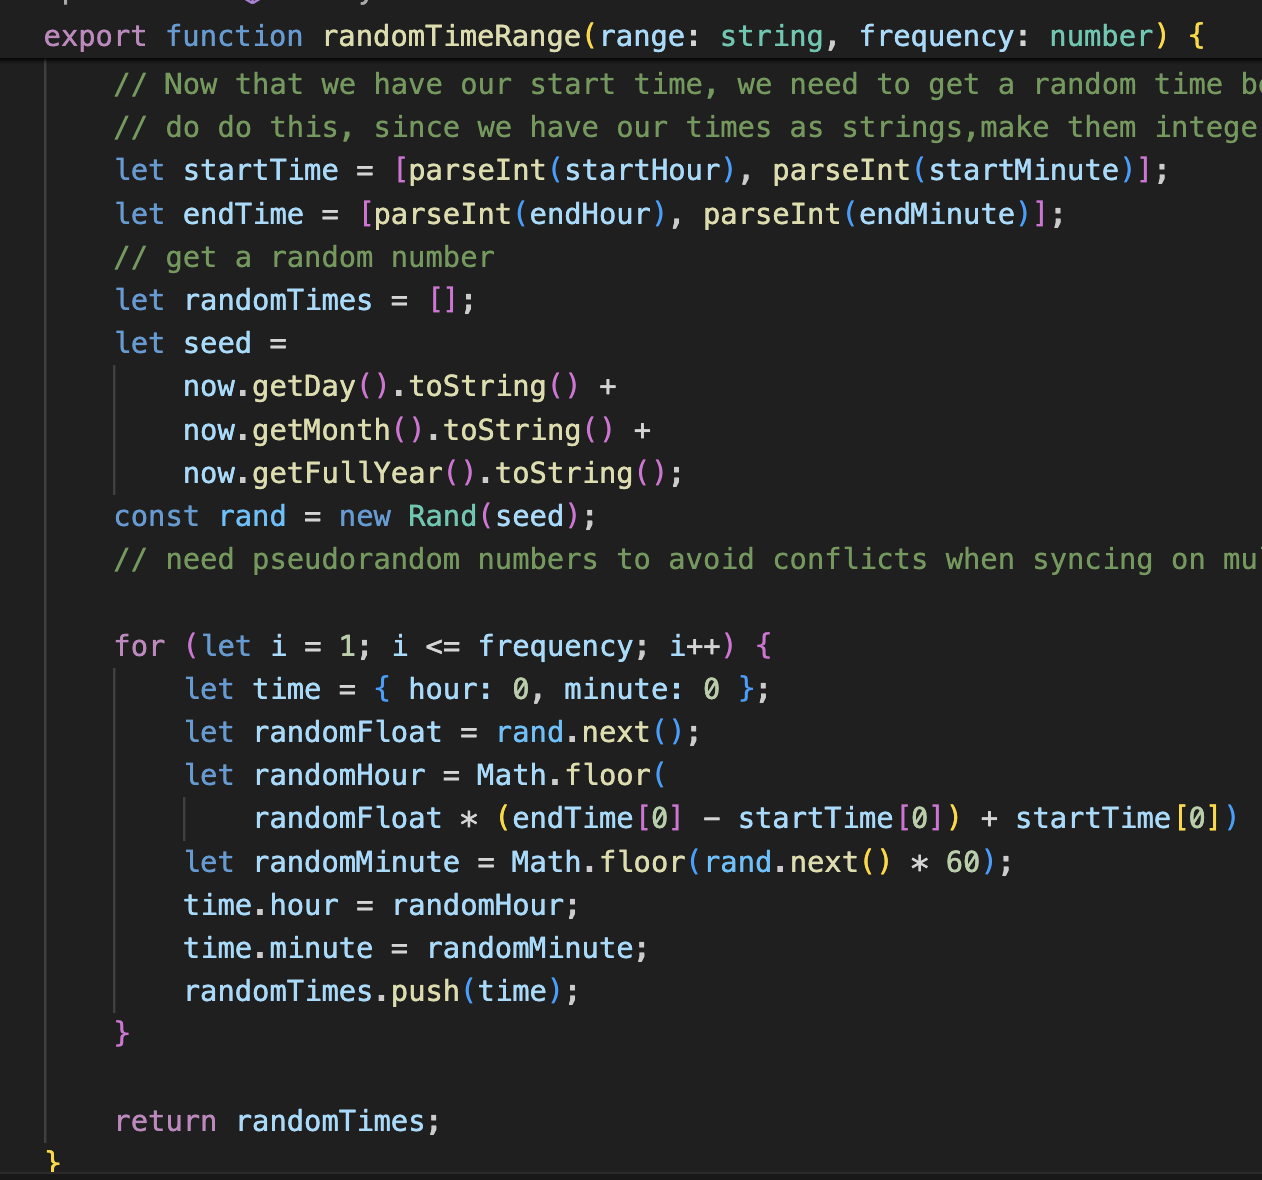 export function randomTimeRange(range: string, frequency: number) {
// Now that we have our start time, we need to get a random time
// do do this, since we have our times as strings,make them
let startTime = [parseInt(startHour), parseInt(startMinute)];
let endTime = [parseInt(endHour), parseInt(endMinute)];
// get a random number
let randomTimes = [];
let seed =
now.getDay().toString() +
now.getMonth().toString() +
now.getFullYear().toString();
const rand = new Rand(seed);
// need pseudorandom numbers to avoid conflicts when syncing on
for (let i = 1; i <= frequency; i++) {
let time = { hour: 0, minute: 0 };
let randomFloat = rand.next();
let randomHour = Math.floor(
randomFloat * (endTime[0] - startTime[0]) + startTime[0])
let randomMinute = Math.floor(rand.next() * 60);
time.hour = randomHour;
time.minute = randomMinute;
randomTimes.push(time);
}
return randomTimes;
}